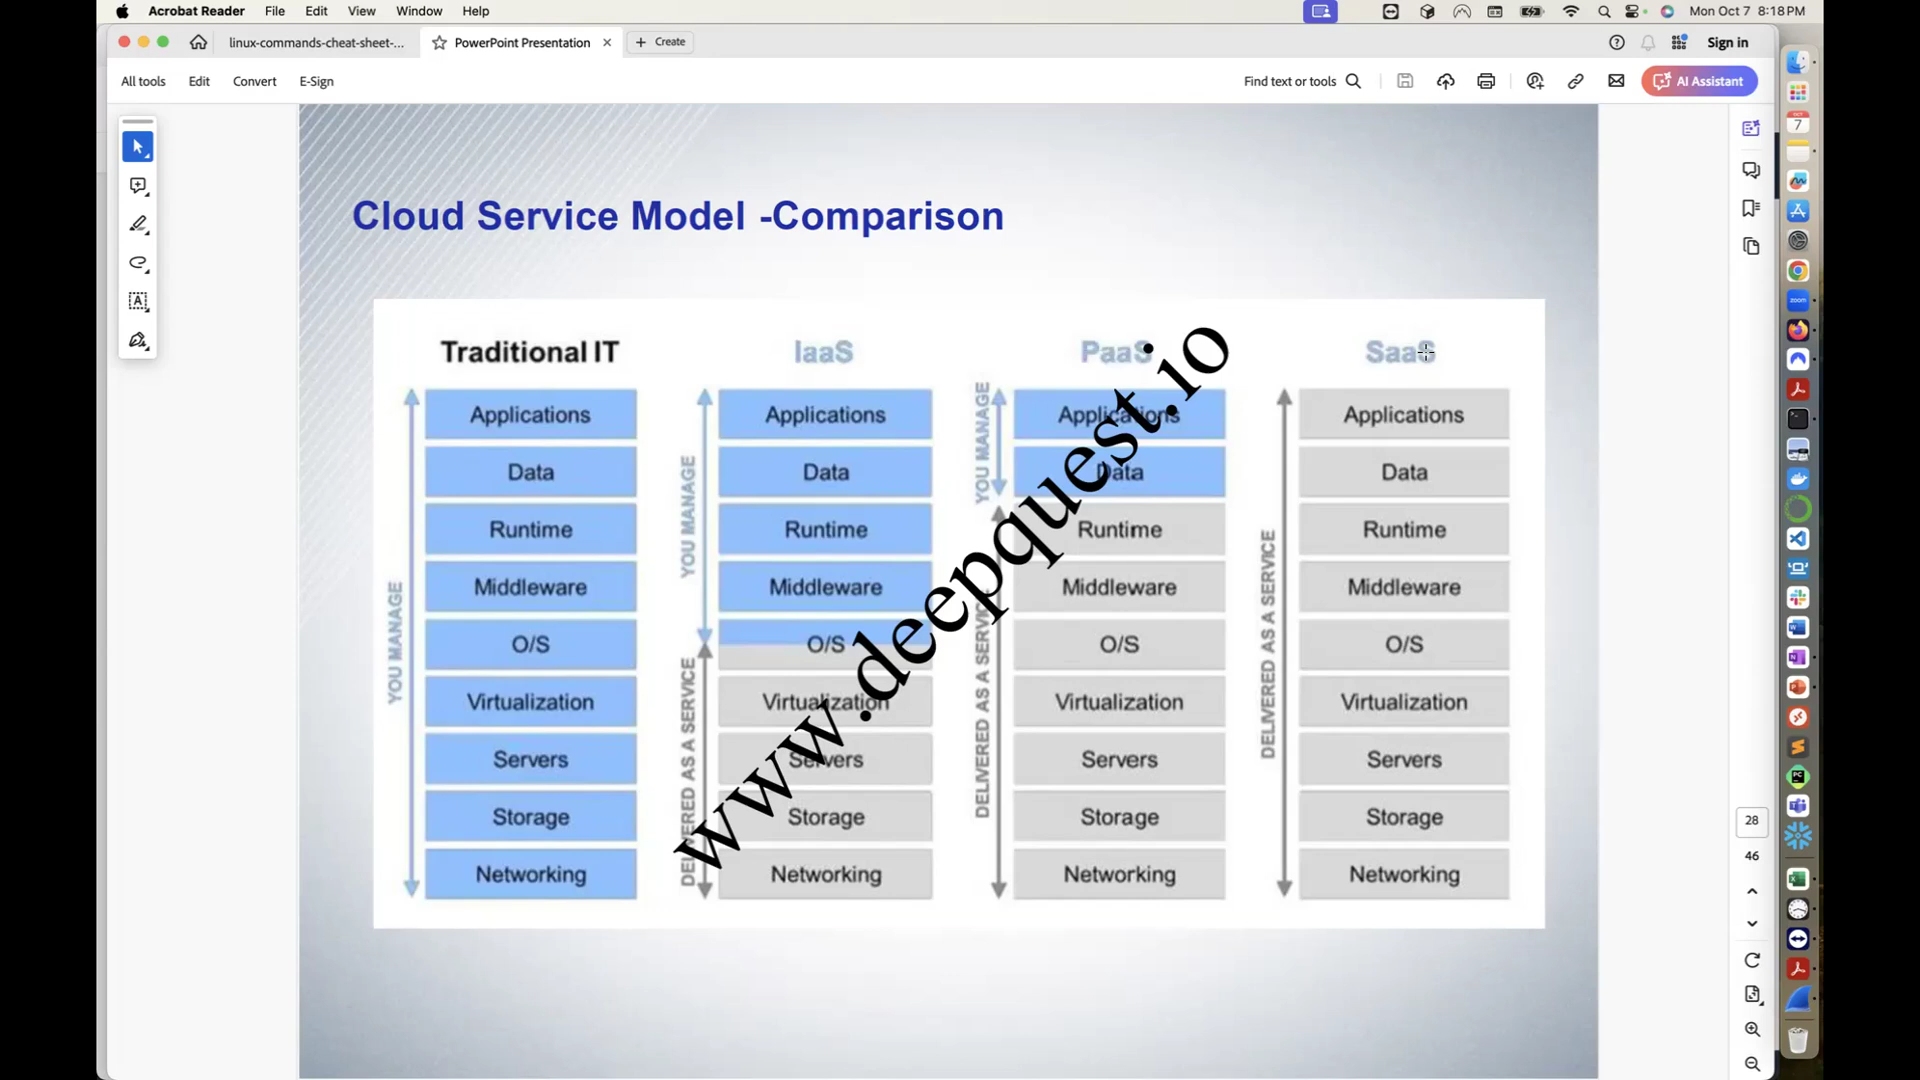 Acrobat Reader File Edit View Window Help Mon Oct 7 8:18 PM
linux-commands-cheat-sheet-... PowerPoint Presentation Create Sign in
All tools Edit Convert E-Sign Find text or tools AI Assistant
Cloud Service Model -Comparison
Traditional IT IaaS PaaS SaaS
YOU MANAGE
Applications
Data
Runtime
Middleware
O/S
Virtualization
Servers
Storage
Networking
YOU MANAGE
DELIVERED AS A SERVICE
Applications
Data
Runtime
Middleware
O/S
Virtualization
Servers
Storage
Networking
YOU MANAGE
DELIVERED AS A SERVICE
Applications
Data
Runtime
Middleware
O/S
Virtualization
Servers
Storage
Networking
DELIVERED AS A SERVICE
Applications
Data
Runtime
Middleware
O/S
Virtualization
Servers
Storage
Networking
www.deepquest.io
28
46
7
zoom